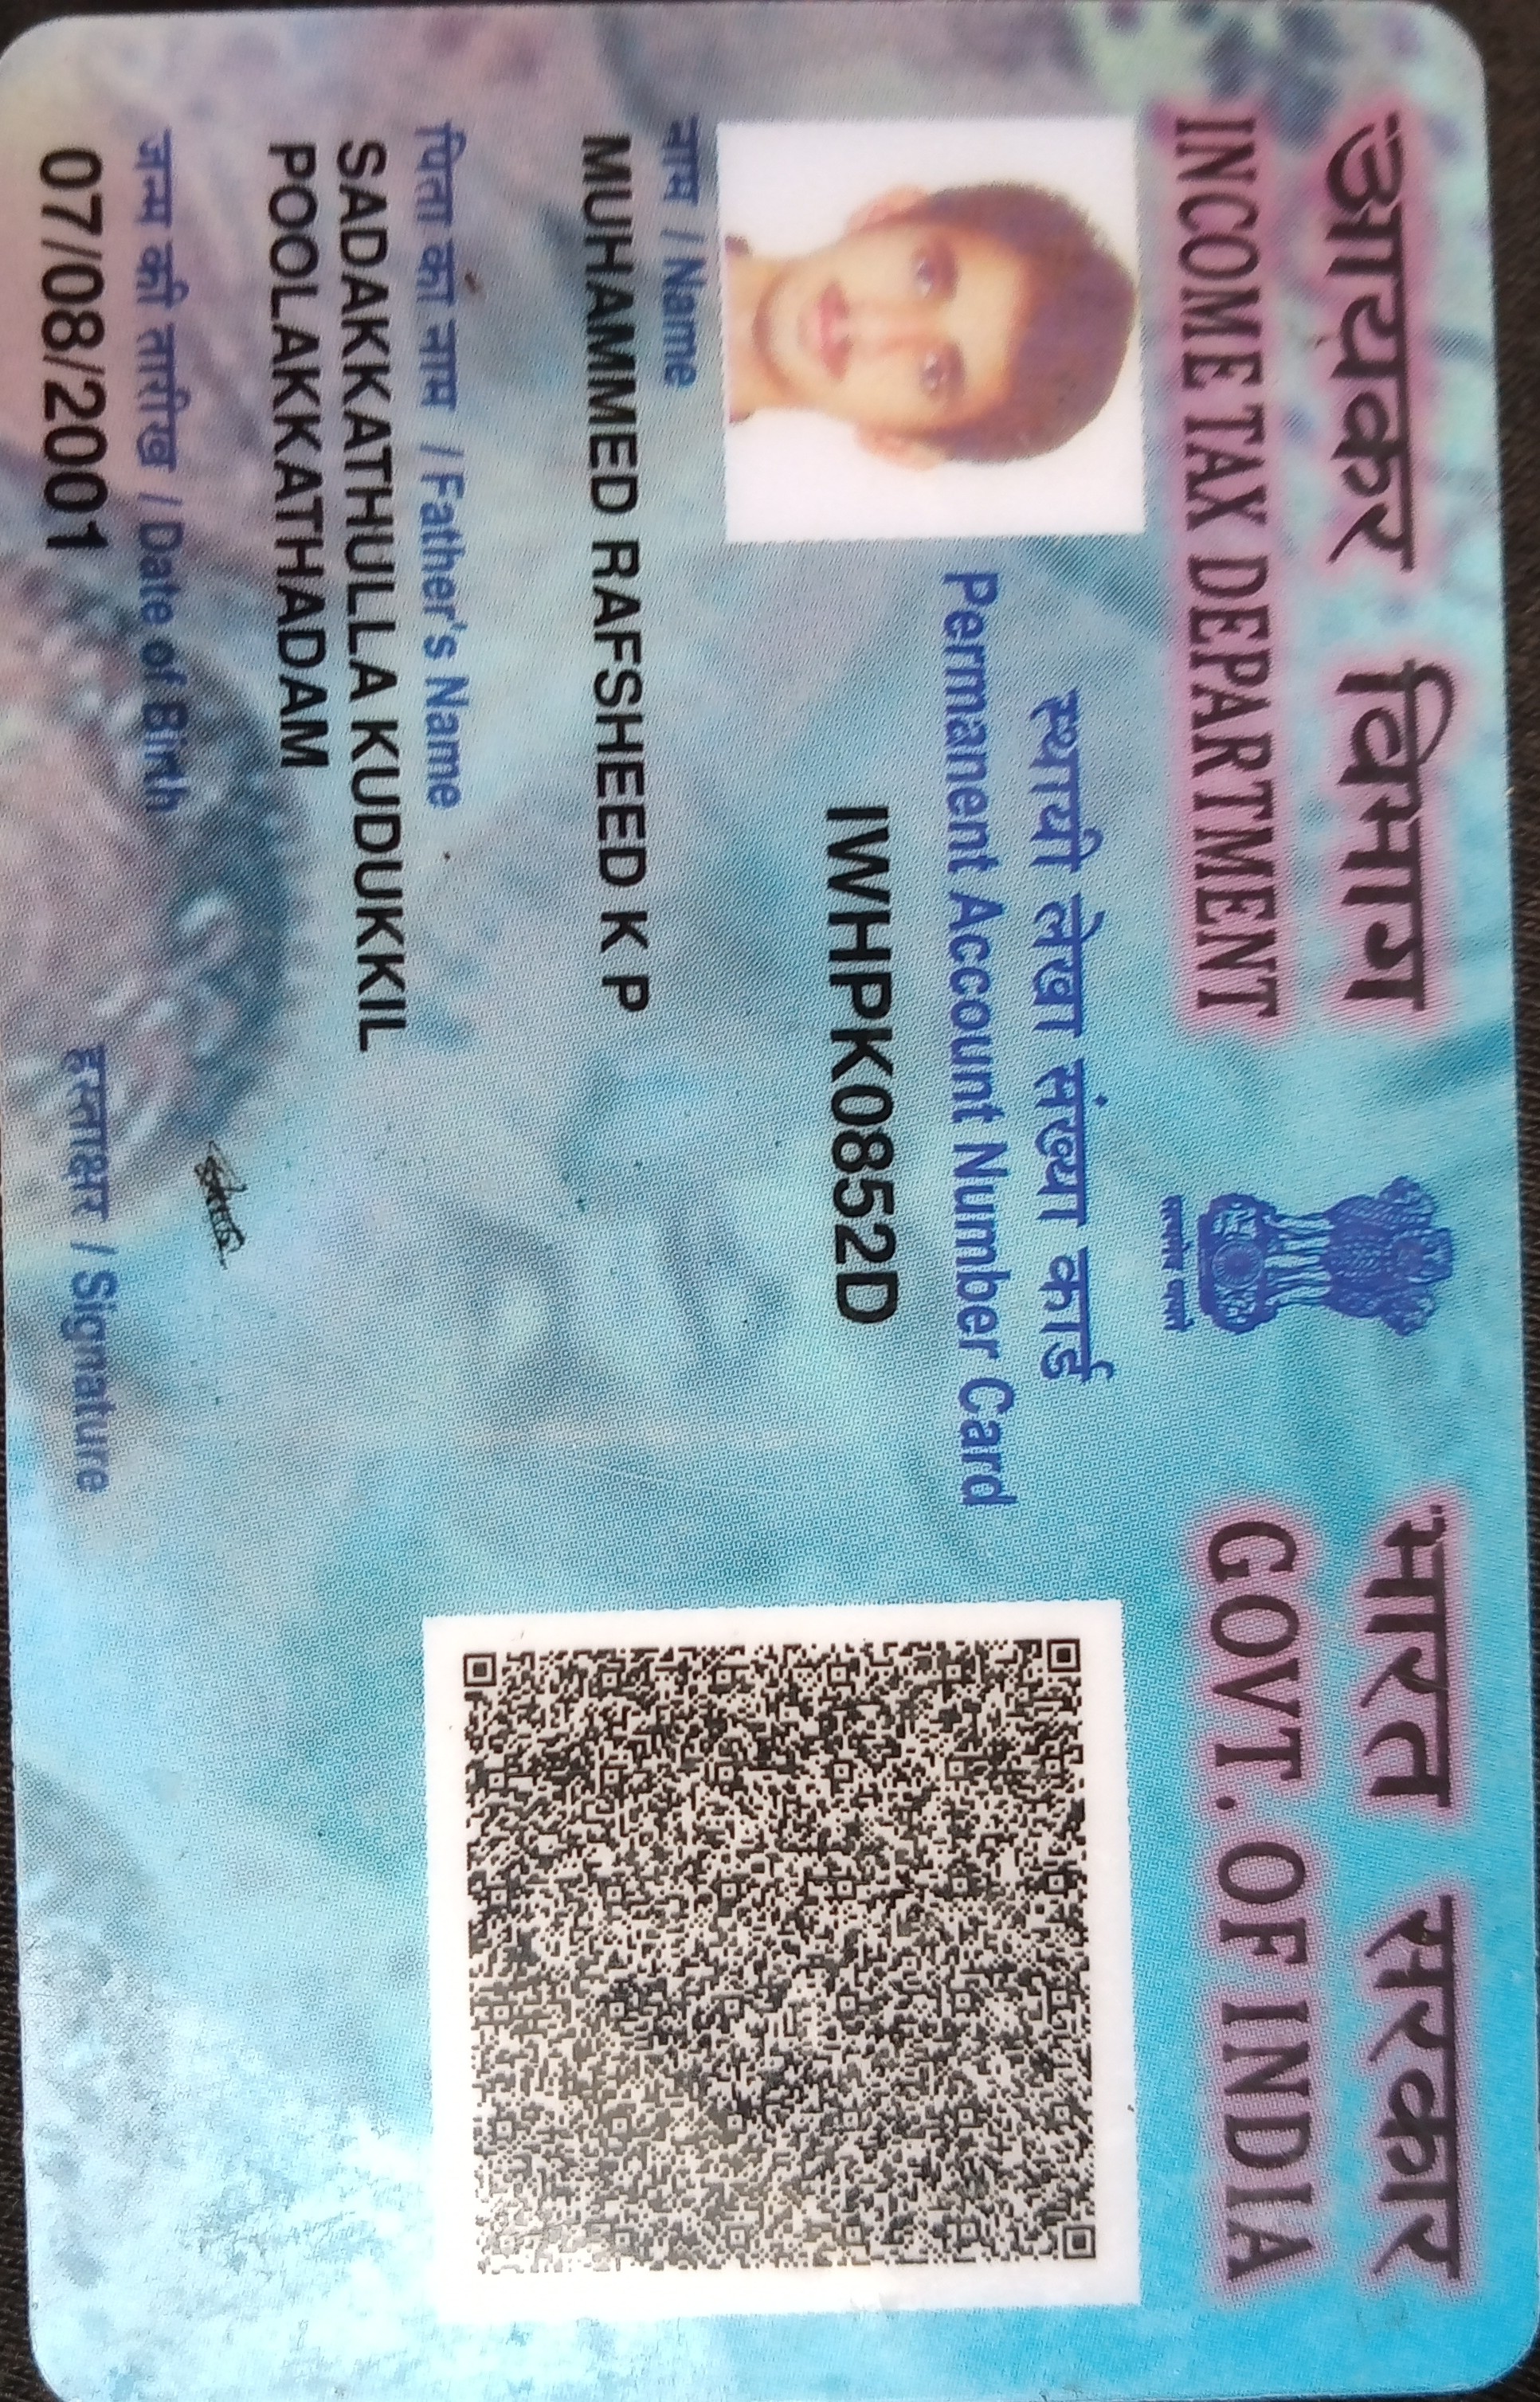 आयकर विभाग
INCOME TAX DEPARTMENT
भारत सरकार
GOVT. OF INDIA
सत्यमेव जयते
स्थायी लेखा संख्या कार्ड
Permanent Account Number Card
IWHPK0852D
नाम / Name
MUHAMMED RAFSHEED K P
पिता का नाम / Father's Name
SADAKKATHULLA KUDUKKIL
POOLAKKATHADAM
जन्म की तारीख / Date of Birth
07/08/2001
हस्ताक्षर / Signature